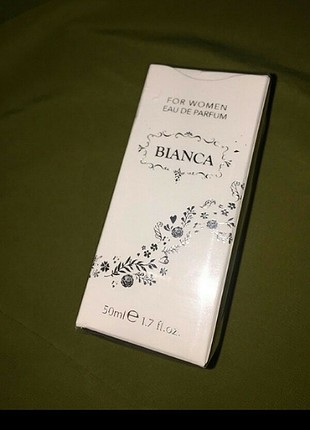 FOR WOMEN
EAU DE PARFUM
BIANCA
50ml℮ 1.7 fl.oz.